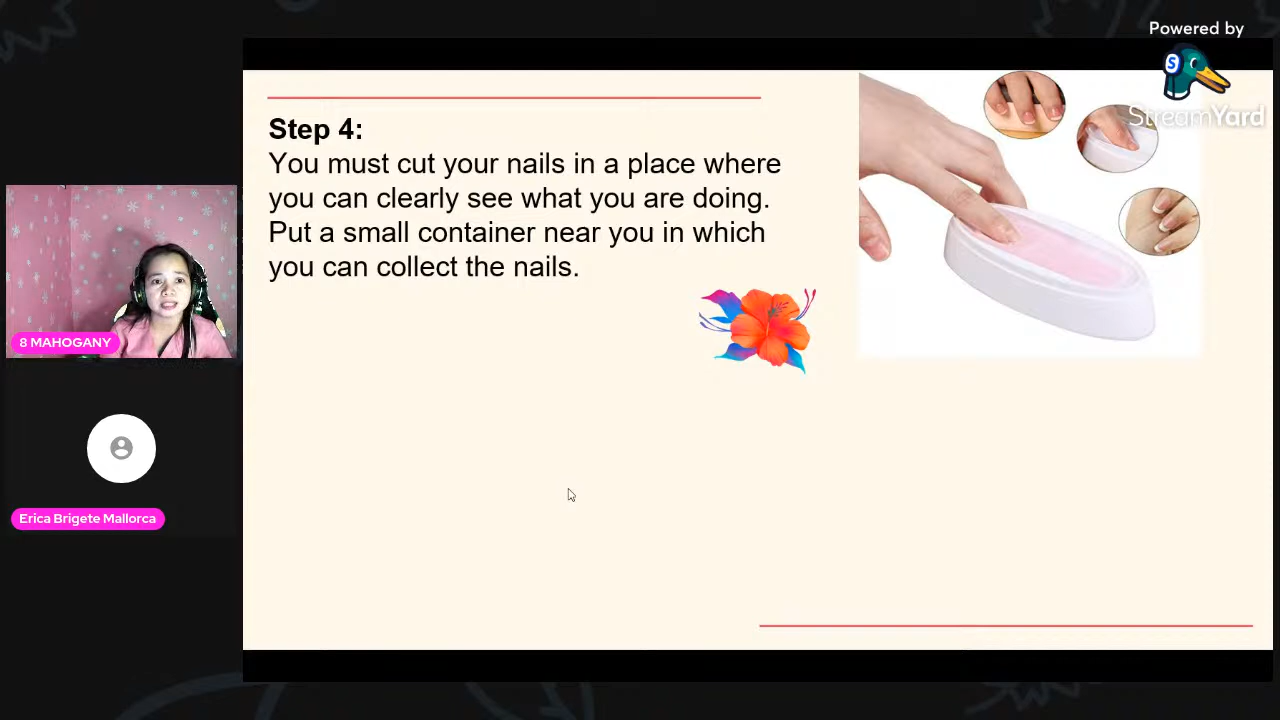 Powered by
StreamYard
Step 4:
You must cut your nails in a place where
you can clearly see what you are doing.
Put a small container near you in which
you can collect the nails.
8 MAHOGANY
Erica Brigete Mallorca